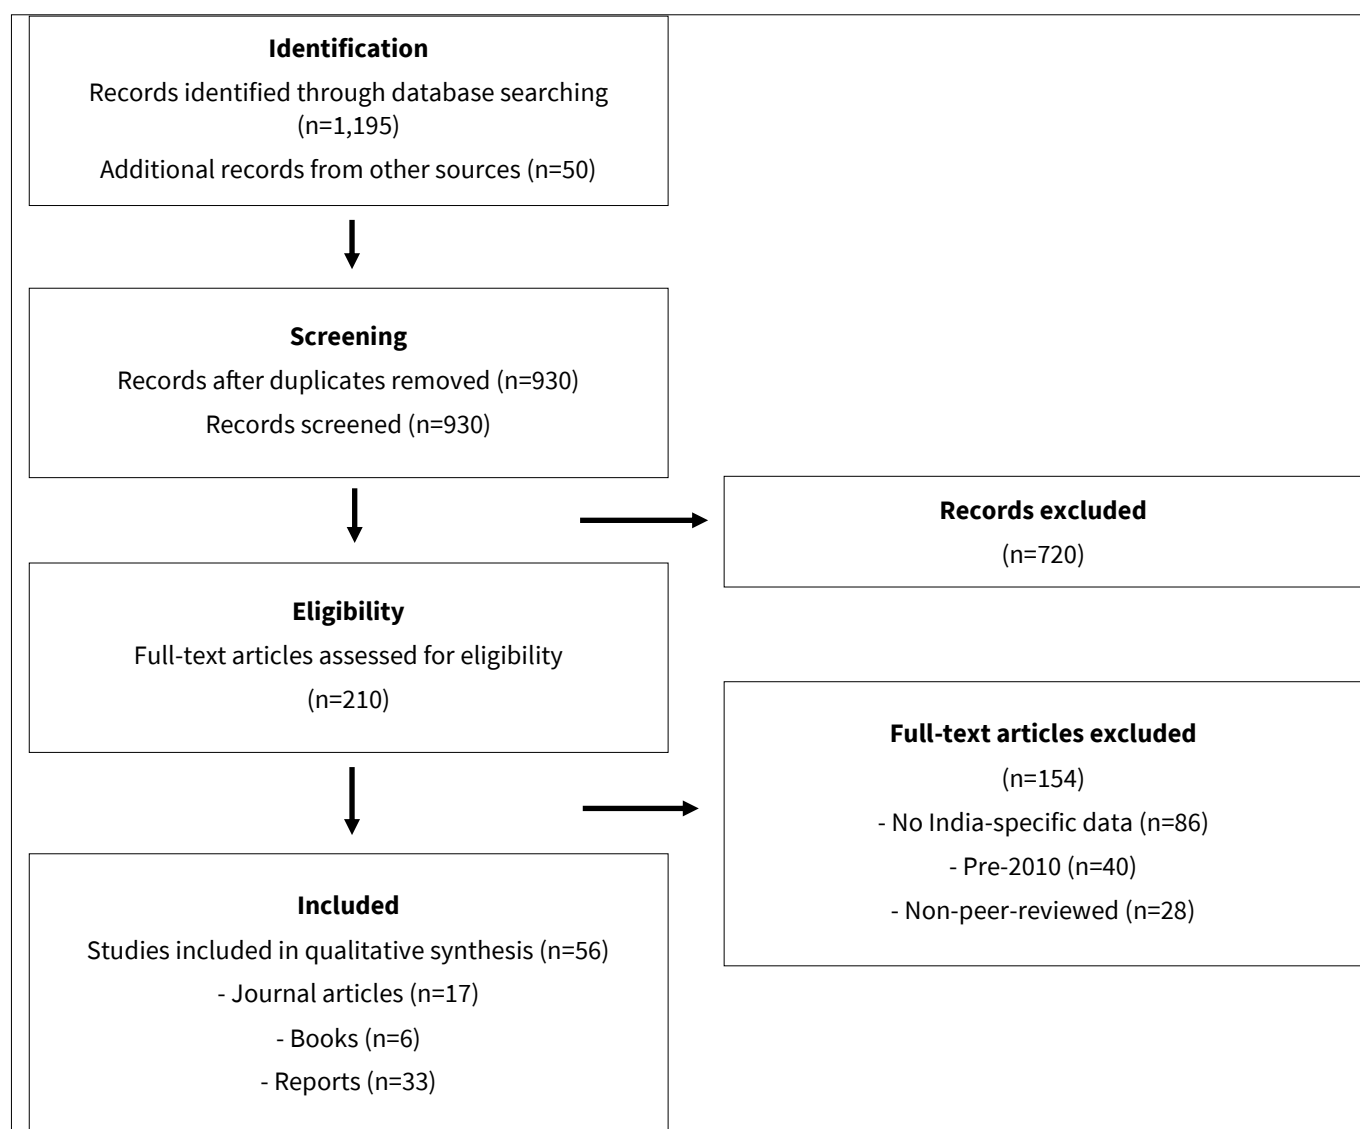 Identification
Records identified through database searching
(n=1,195)
Additional records from other sources (n=50)
Screening
Records after duplicates removed (n=930)
Records screened (n=930)
Records excluded
(n=720)
Eligibility
Full-text articles assessed for eligibility
(n=210)
Full-text articles excluded
(n=154)
- No India-specific data (n=86)
- Pre-2010 (n=40)
- Non-peer-reviewed (n=28)
Included
Studies included in qualitative synthesis (n=56)
- Journal articles (n=17)
- Books (n=6)
- Reports (n=33)